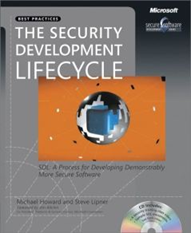 BEST PRACTICES
Microsoft
THE SECURITY
DEVELOPMENT
LIFECYCLE
SDL: A Process for Developing Demonstrably
More Secure Software
Michael Howard and Steve Lipner